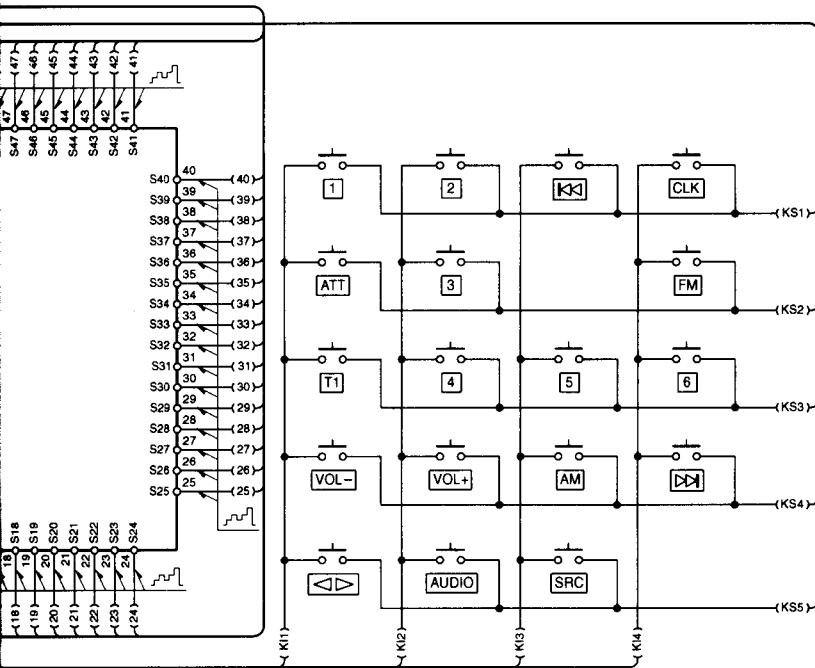 47) 46) 45) 44) 43) 42) 41)
47 46 45 44 43 42 41
S47 S46 S45 S44 S43 S42 S41
S40 40 (40)
S39 39 (39)
S38 38 (38)
S37 37 (37)
S36 36 (36)
S35 35 (35)
S34 34 (34)
S33 33 (33)
S32 32 (32)
S31 31 (31)
S30 30 (30)
S29 29 (29)
S28 28 (28)
S27 27 (27)
S26 26 (26)
S25 25 (25)
S18 S19 S20 S21 S22 S23 S24
18 19 20 21 22 23 24
(18) (19) (20) (21) (22) (23) (24)
1 2 CLK
KS1
ATT 3 FM
KS2
T1 4 5 6
KS3
VOL- VOL+ AM
KS4
AUDIO SRC
KS5
KI1 KI2 KI3 KI4